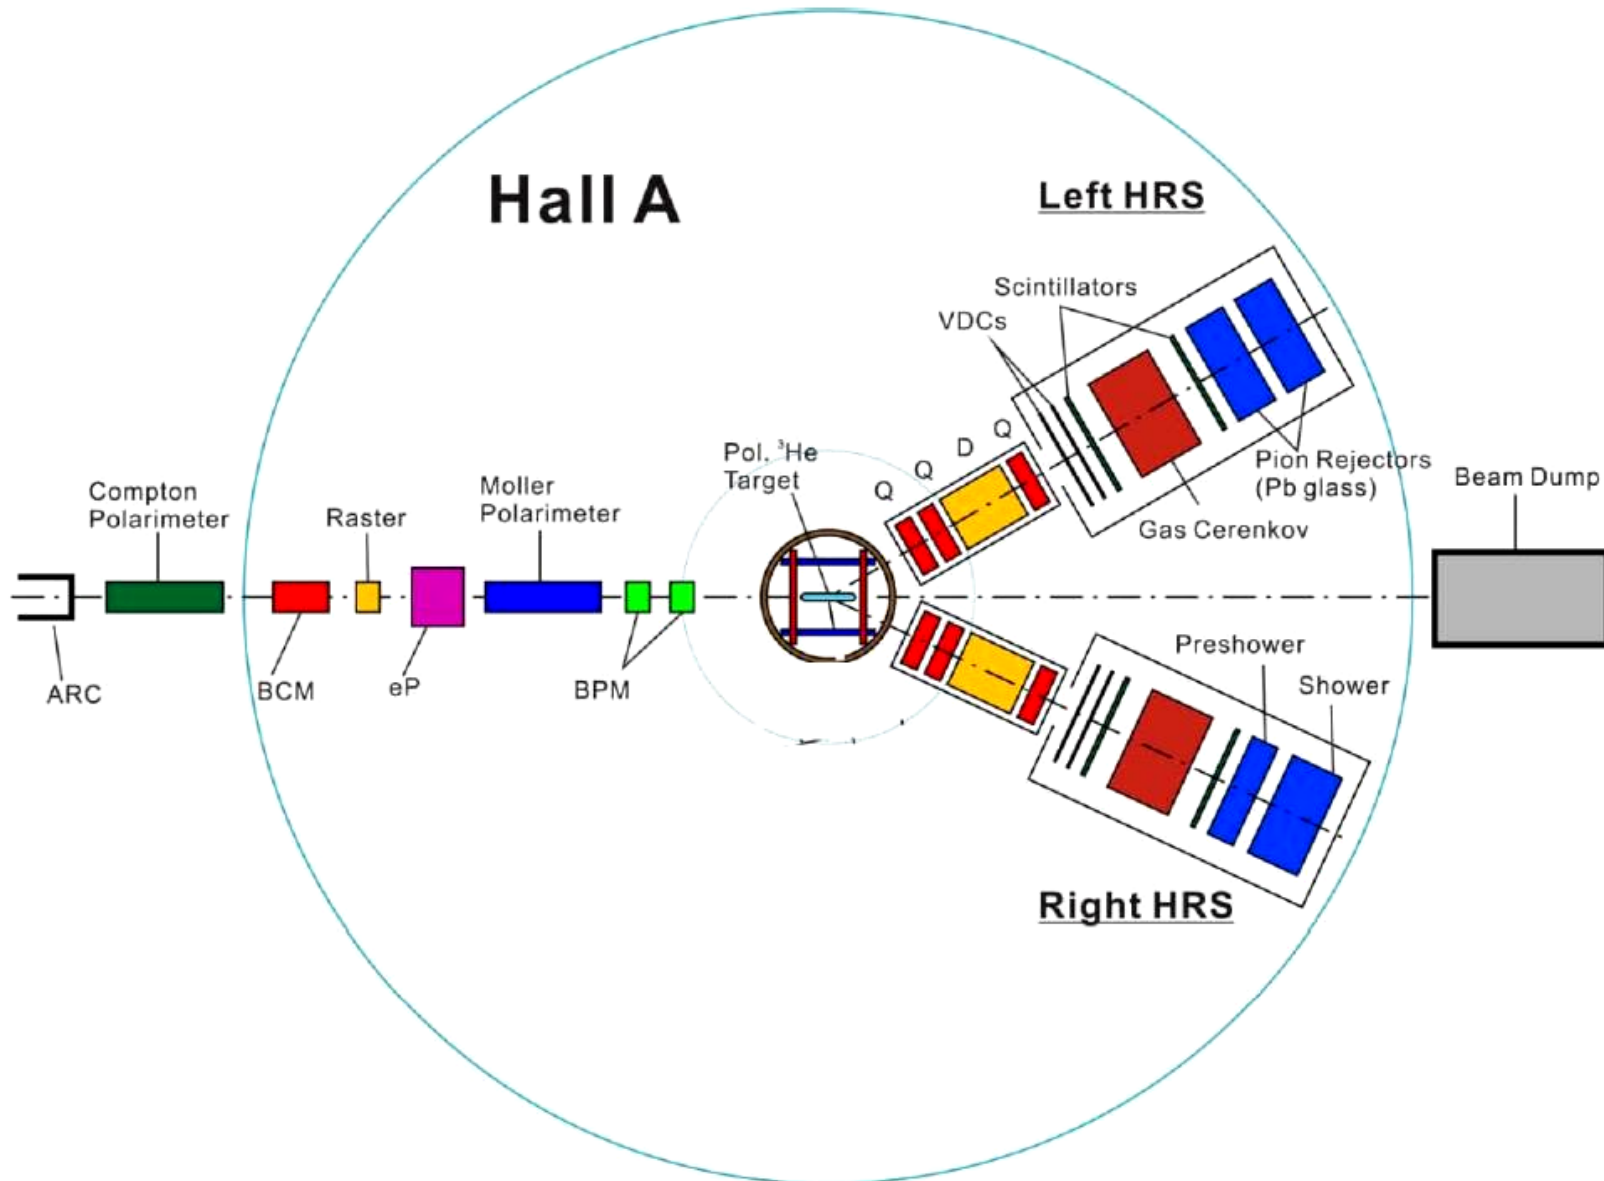 Hall A
Left HRS
Scintillators
VDCs
Q
D
Q
Q
Pol. ³He
Target
Pion Rejectors
(Pb glass)
Gas Cerenkov
Beam Dump
Compton
Polarimeter
Raster
Moller
Polarimeter
ARC
BCM
eP
BPM
Preshower
Shower
Right HRS